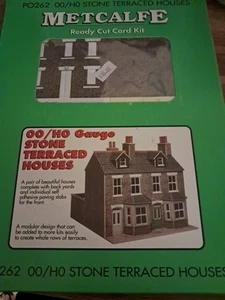 PO262 00/H0 STONE TERRACED HOUSES
METCALFE
Ready Cut Card Kit
00/H0 Gauge
STONE
TERRACED
HOUSES
A pair of beautiful houses
complete with back yards
and individual self
adhesive paving slabs
for the front.
A modular design that can
be added to more kits easily
to create whole rows of terraces.
262 00/H0 STONE TERRACED HOUSES